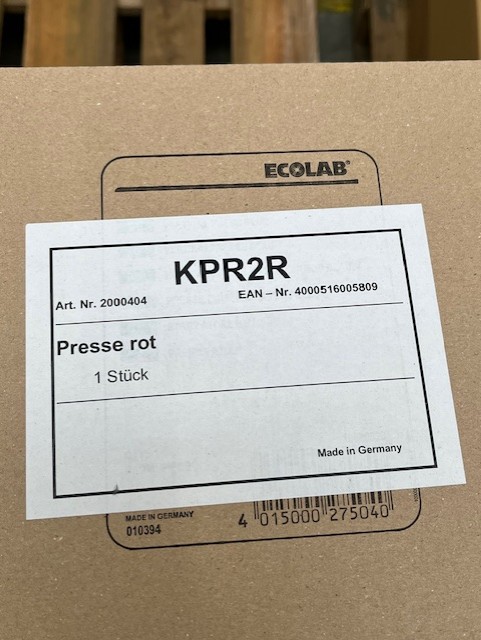 ECOLAB®
KPR2R
Art. Nr. 2000404 EAN – Nr. 4000516005809
Presse rot
1 Stück
Made in Germany
MADE IN GERMANY
010394
4 015000 275040